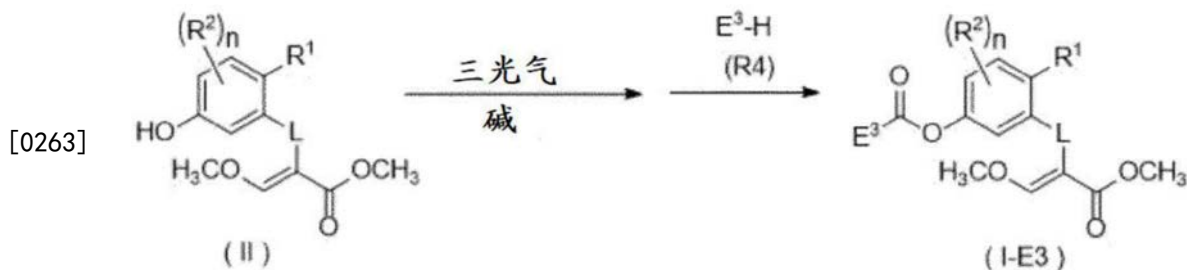 (R²)n
R¹
HO
L
H₃CO
OCH₃
O
(II)
三光气
碱
E³-H
(R4)
(R²)n
R¹
O
E³
O
L
H₃CO
OCH₃
O
(I-E3)
[0263]